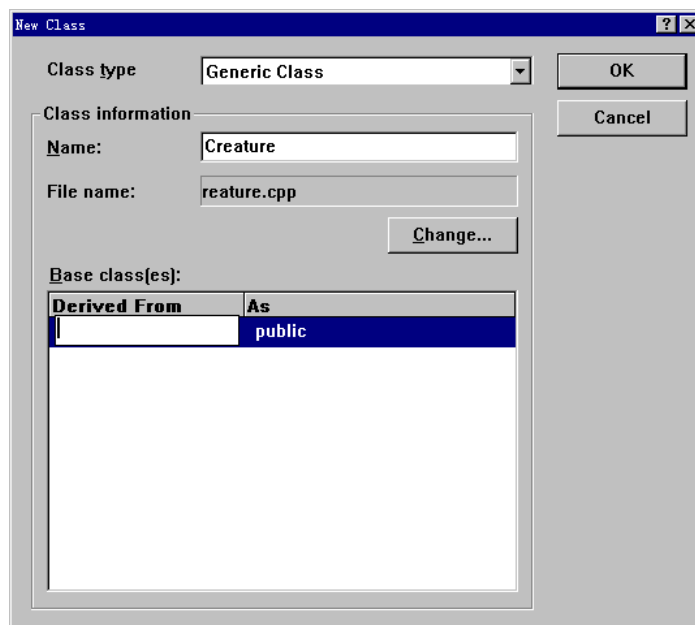 New Class
Class type
Generic Class
OK
Cancel
Class information
Name:
Creature
File name:
reature.cpp
Change...
Base class(es):
Derived From As
public